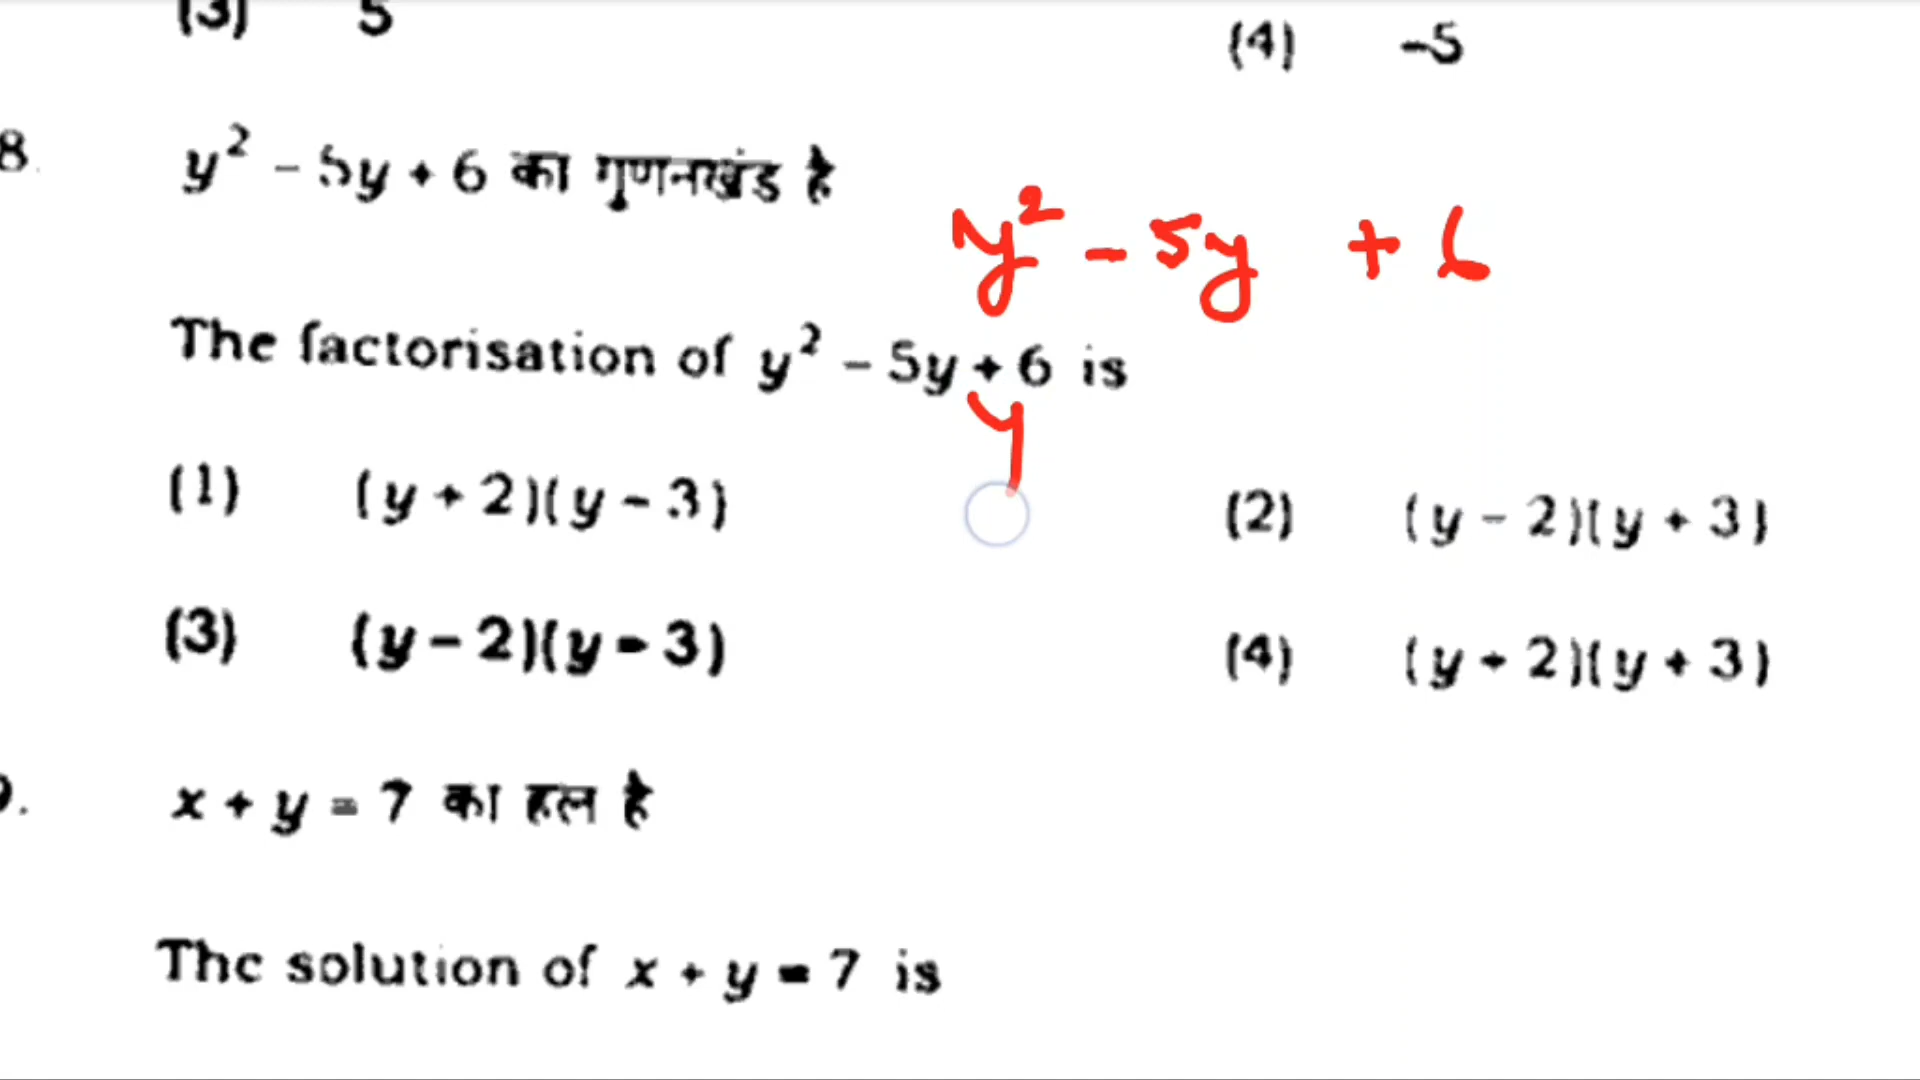 (3) 5 (4) -5
8. y² - 5y + 6 का गुणनखंड है
y² - 5y + 6
The factorisation of y² - 5y + 6 is
y
(1) (y + 2)(y - 3) (2) (y - 2)(y + 3)
(3) (y - 2)(y - 3) (4) (y + 2)(y + 3)
9. x + y = 7 का हल है
The solution of x + y = 7 is